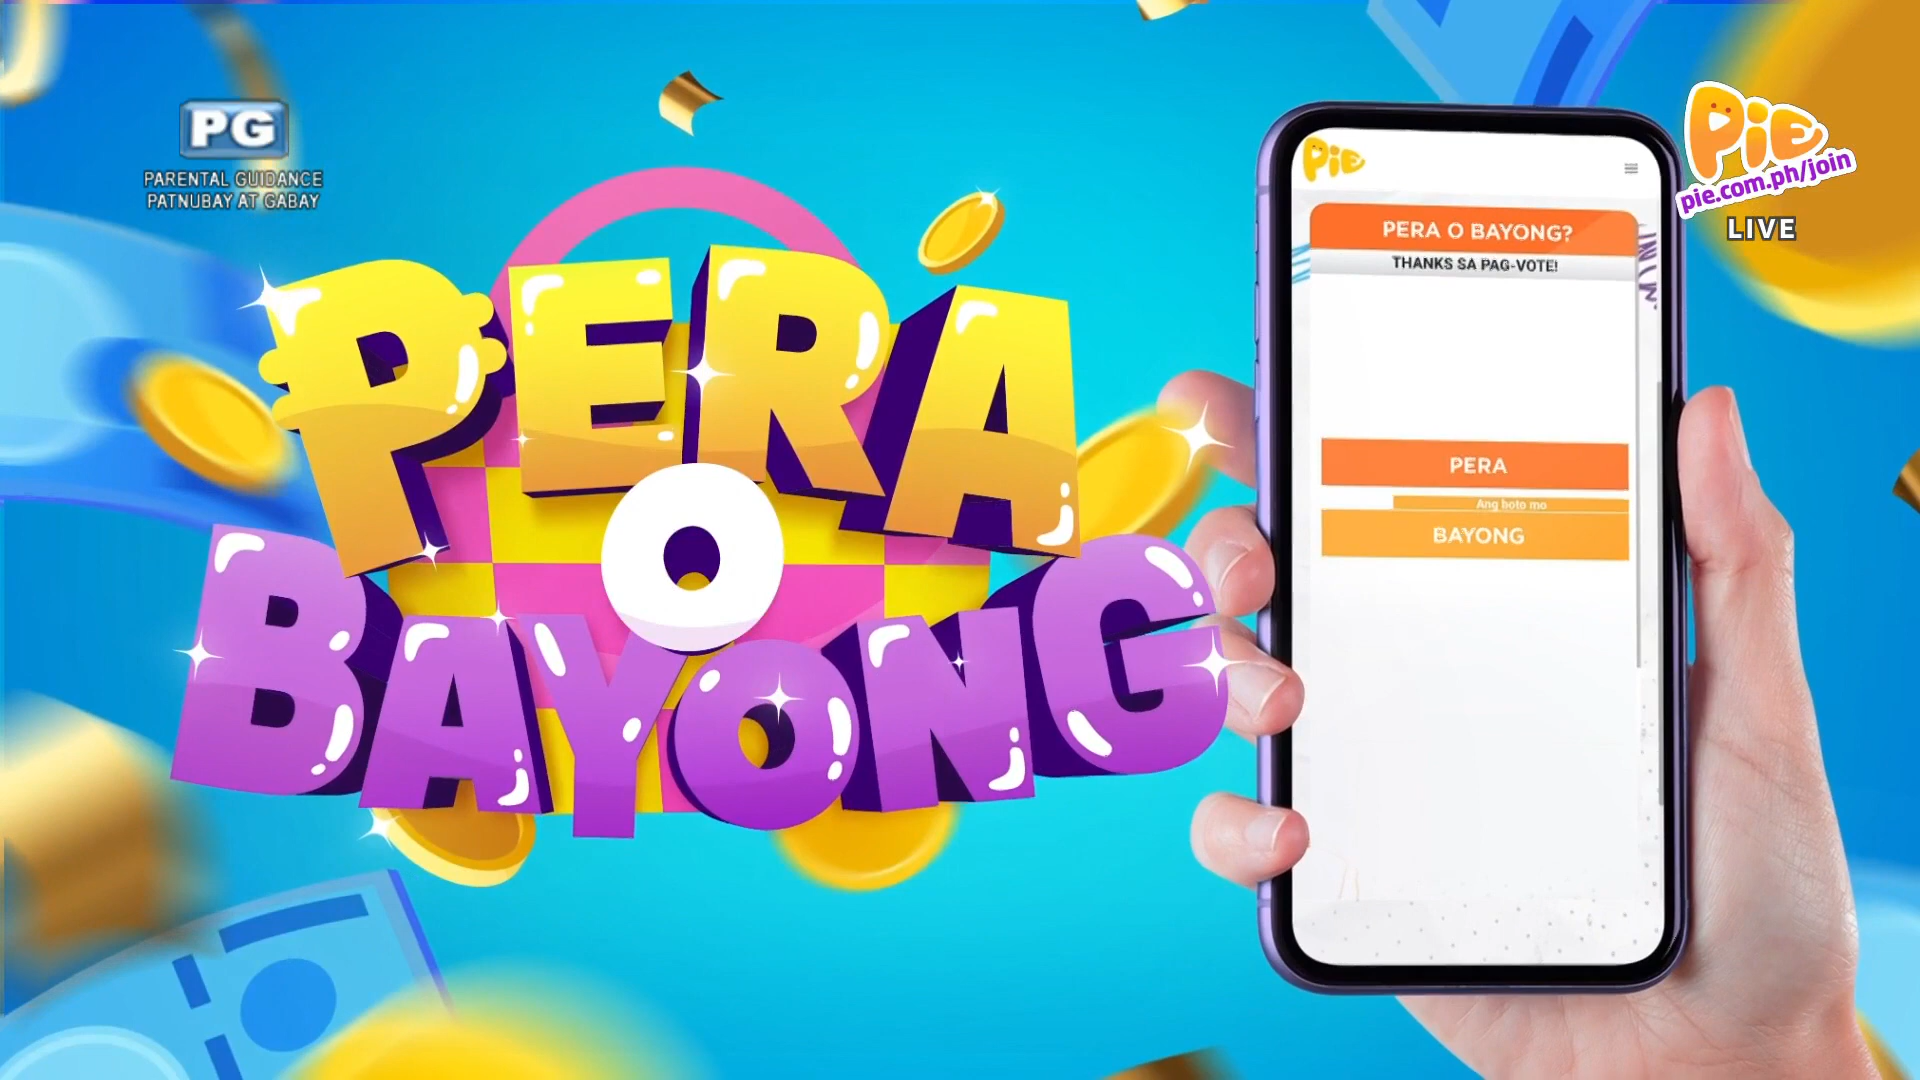 PG
PARENTAL GUIDANCE
PATNUBAY AT GABAY
PERA
O
BAYONG
Pie
PERA O BAYONG?
THANKS SA PAG-VOTE!
PERA
Ang boto mo
BAYONG
Pie
pie.com.ph/join
LIVE